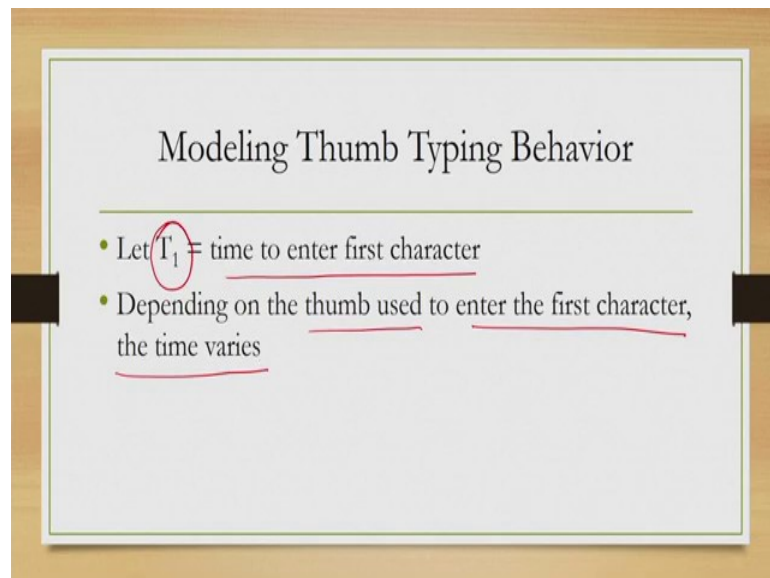 Modeling Thumb Typing Behavior
• Let T₁ = time to enter first character
• Depending on the thumb used to enter the first character,
the time varies